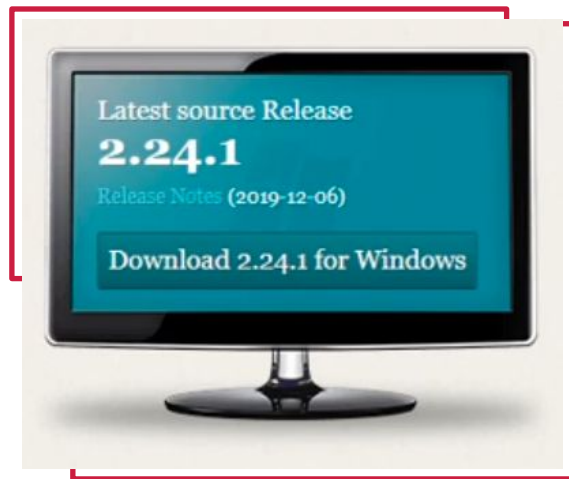 Latest source Release
2.24.1
Release Notes (2019-12-06)
Download 2.24.1 for Windows